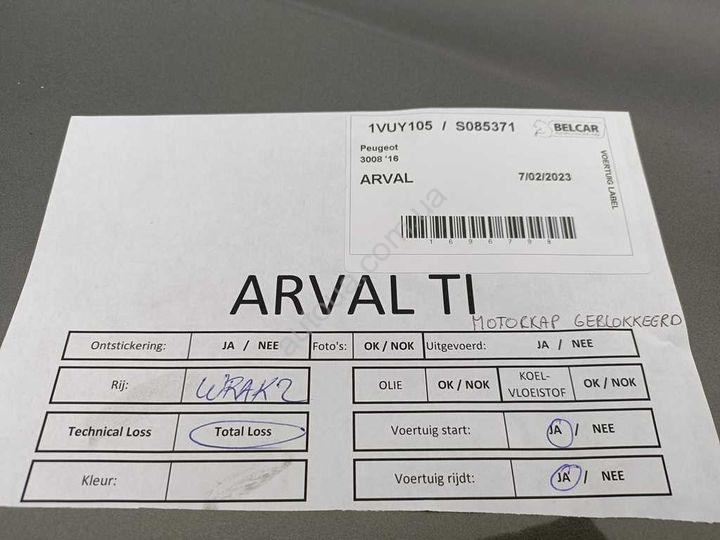 1VUY105 / S085371 BELCAR
Peugeot
3008 '16
ARVAL 7/02/2023
VOERTUIG LABEL
1696798
ARVAL TI
MOTORKAP GEBLOKKEERD
Ontstickering: JA / NEE Foto's: OK / NOK Uitgevoerd: JA / NEE
Rij: WRAK2 OLIE OK / NOK KOEL-
VLOEISTOF OK / NOK
Technical Loss Total Loss Voertuig start: JA / NEE
Kleur: Voertuig rijdt: JA / NEE